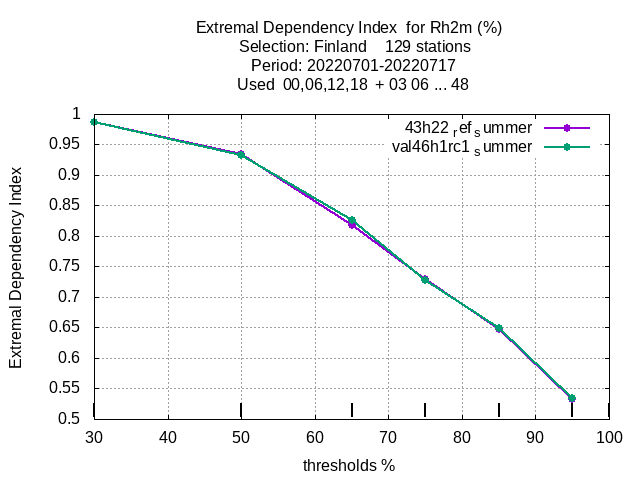 Extremal Dependency Index  for Rh2m (%)
Selection: Finland    129 stations
Period: 20220701-20220717
Used  00,06,12,18  + 03 06 ... 48
43h22 refsummer
val46h1rc1 summer
1
0.95
0.9
0.85
0.8
0.75
0.7
0.65
0.6
0.55
0.5
Extremal Dependency Index
30 40 50 60 70 80 90 100
thresholds %